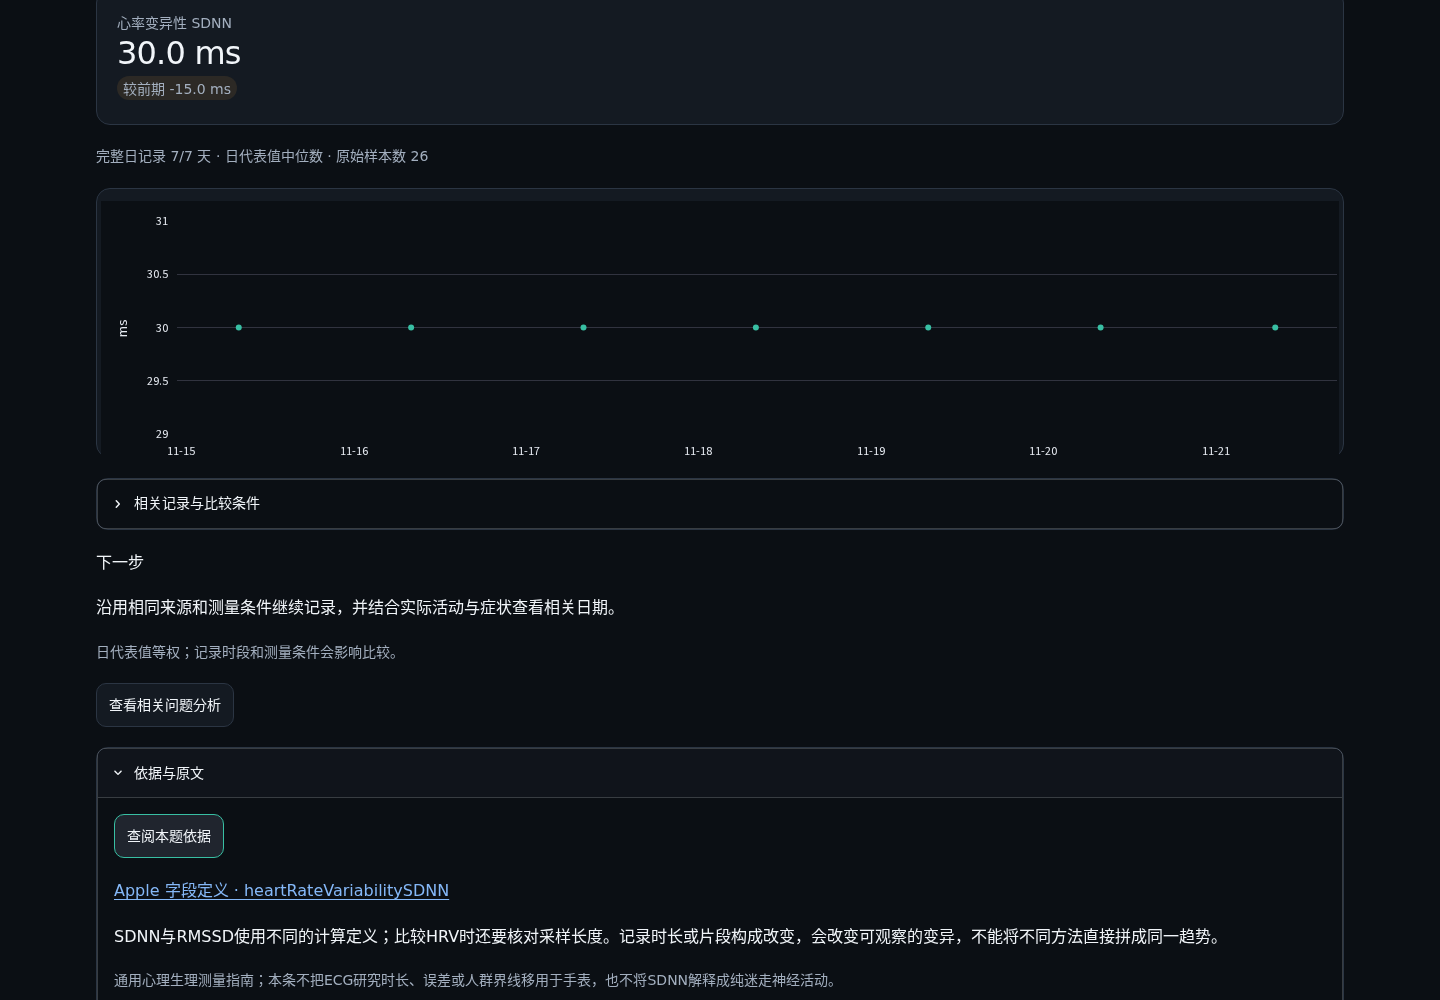 心率变异性 SDNN
30.0 ms
较前期 -15.0 ms
完整日记录 7/7 天 · 日代表值中位数 · 原始样本数 26
31
30.5
30
29.5
29
ms
11-15 11-16 11-17 11-18 11-19 11-20 11-21
相关记录与比较条件
下一步
沿用相同来源和测量条件继续记录，并结合实际活动与症状查看相关日期。
日代表值等权；记录时段和测量条件会影响比较。
查看相关问题分析
依据与原文
查阅本题依据
Apple 字段定义 · heartRateVariabilitySDNN
SDNN与RMSSD使用不同的计算定义；比较HRV时还要核对采样长度。记录时长或片段构成改变，会改变可观察的变异，不能将不同方法直接拼成同一趋势。
通用心理生理测量指南；本条不把ECG研究时长、误差或人群界线移用于手表，也不将SDNN解释成纯迷走神经活动。